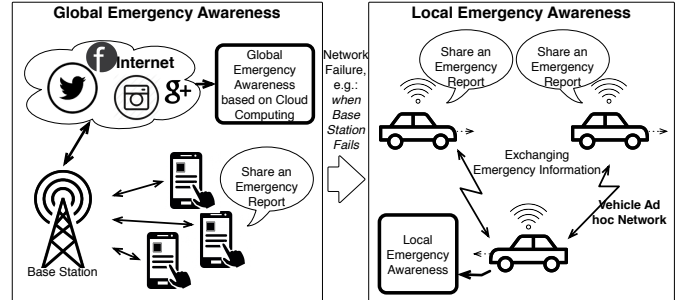 Global Emergency Awareness
f
Internet
g+
Global
Emergency
Awareness
based on Cloud
Computing
Share an
Emergency
Report
Base Station
Network
Failure,
e.g.:
when
Base
Station
Fails
Local Emergency Awareness
Share an
Emergency
Report
Share an
Emergency
Report
Exchanging
Emergency Information
Vehicle Ad
hoc Network
Local
Emergency
Awareness